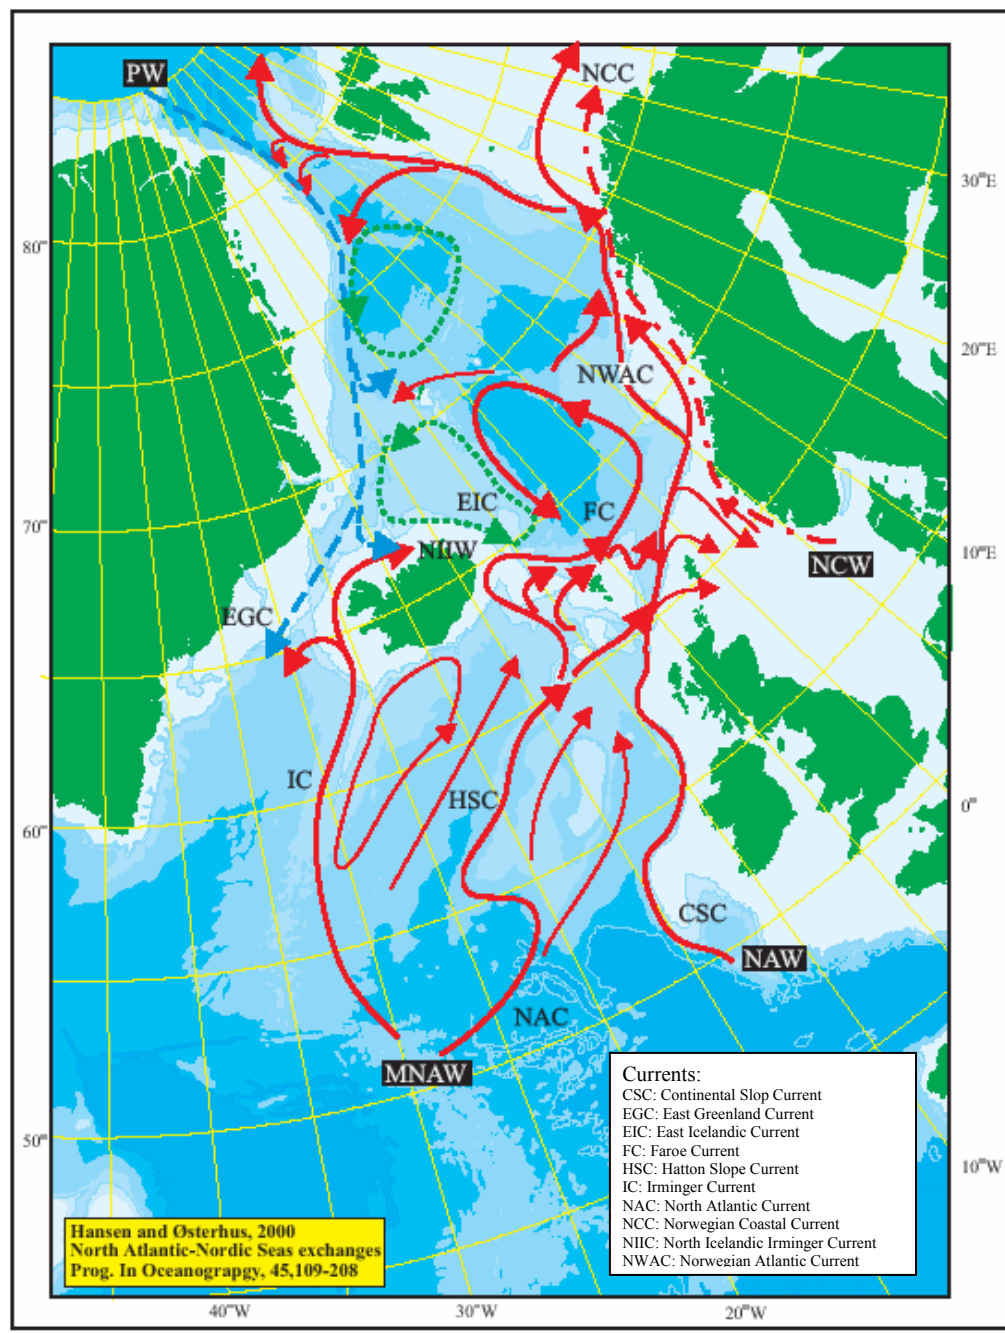 PW
NCC
30°E
80°
20°E
NWAC
EIC
FC
70°
NIIW
10°E
NCW
EGC
IC
HSC
0°
60°
CSC
NAW
NAC
MNAW
Currents:
CSC: Continental Slop Current
EGC: East Greenland Current
EIC: East Icelandic Current
FC: Faroe Current
HSC: Hatton Slope Current
IC: Irminger Current
NAC: North Atlantic Current
NCC: Norwegian Coastal Current
NIIC: North Icelandic Irminger Current
NWAC: Norwegian Atlantic Current
50°
10°W
Hansen and Østerhus, 2000
North Atlantic-Nordic Seas exchanges
Prog. In Oceanograpgy, 45,109-208
40°W
30°W
20°W